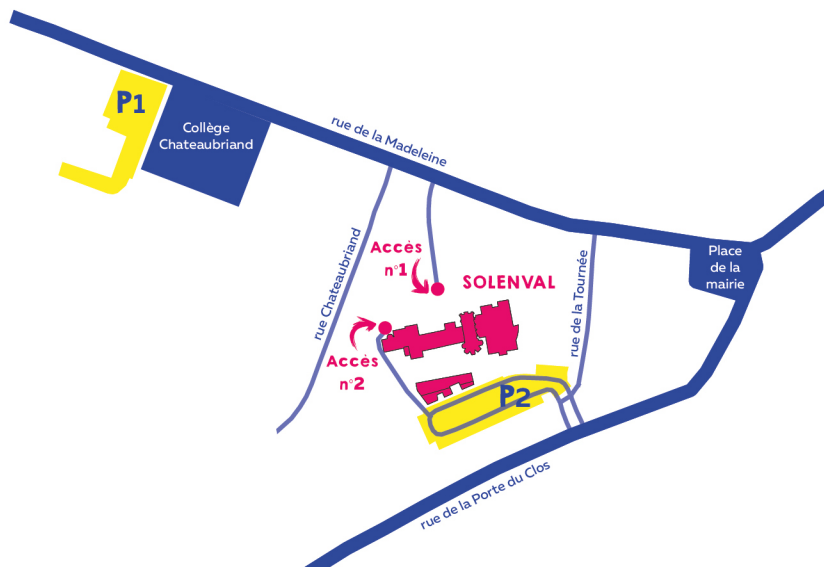 P1
Collège
Chateaubriand
rue de la Madeleine
Accès
n°1
SOLENVAL
rue Chateaubriand
rue de la Tournée
Place
de la
mairie
Accès
n°2
P2
rue de la Porte du Clos